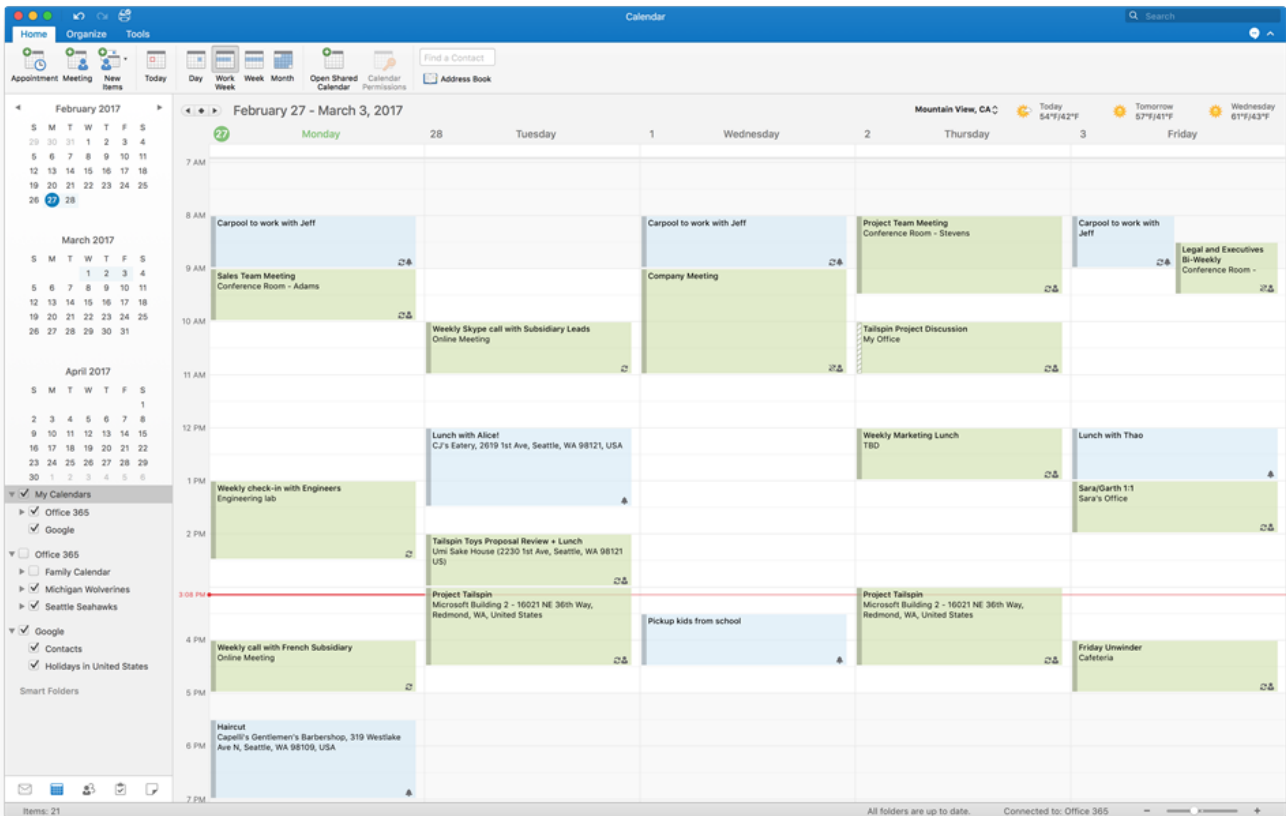 Calendar
Search
Home Organize Tools
Appointment Meeting New Items Today Day Work Week Week Month Open Shared Calendar Calendar Permissions
Find a Contact
Address Book
February 2017
S M T W T F S
29 30 31 1 2 3 4
5 6 7 8 9 10 11
12 13 14 15 16 17 18
19 20 21 22 23 24 25
26 27 28
March 2017
S M T W T F S
1 2 3 4
5 6 7 8 9 10 11
12 13 14 15 16 17 18
19 20 21 22 23 24 25
26 27 28 29 30 31
April 2017
S M T W T F S
1
2 3 4 5 6 7 8
9 10 11 12 13 14 15
16 17 18 19 20 21 22
23 24 25 26 27 28 29
30 1 2 3 4 5 6
My Calendars
Office 365
Google
Office 365
Family Calendar
Michigan Wolverines
Seattle Seahawks
Google
Contacts
Holidays in United States
Smart Folders
February 27 - March 3, 2017
Mountain View, CA
Today
54°F/42°F
Tomorrow
57°F/41°F
Wednesday
61°F/43°F
27 Monday 28 Tuesday 1 Wednesday 2 Thursday 3 Friday
7 AM
8 AM
9 AM
10 AM
11 AM
12 PM
1 PM
2 PM
3:08 PM
4 PM
5 PM
6 PM
7 PM
Carpool to work with Jeff
Sales Team Meeting
Conference Room - Adams
Weekly check-in with Engineers
Engineering lab
Weekly call with French Subsidiary
Online Meeting
Haircut
Capelli's Gentlemen's Barbershop, 319 Westlake
Ave N, Seattle, WA 98109, USA
Weekly Skype call with Subsidiary Leads
Online Meeting
Lunch with Alice!
CJ's Eatery, 2619 1st Ave, Seattle, WA 98121, USA
Tailspin Toys Proposal Review + Lunch
Umi Sake House (2230 1st Ave, Seattle, WA 98121
US)
Project Tailspin
Microsoft Building 2 - 16021 NE 36th Way,
Redmond, WA, United States
Carpool to work with Jeff
Company Meeting
Pickup kids from school
Project Team Meeting
Conference Room - Stevens
Tailspin Project Discussion
My Office
Weekly Marketing Lunch
TBD
Project Tailspin
Microsoft Building 2 - 16021 NE 36th Way,
Redmond, WA, United States
Carpool to work with
Jeff
Legal and Executives
Bi-Weekly
Conference Room -
Lunch with Thao
Sara/Garth 1:1
Sara's Office
Friday Unwinder
Cafeteria
Items: 21
All folders are up to date.
Connected to: Office 365